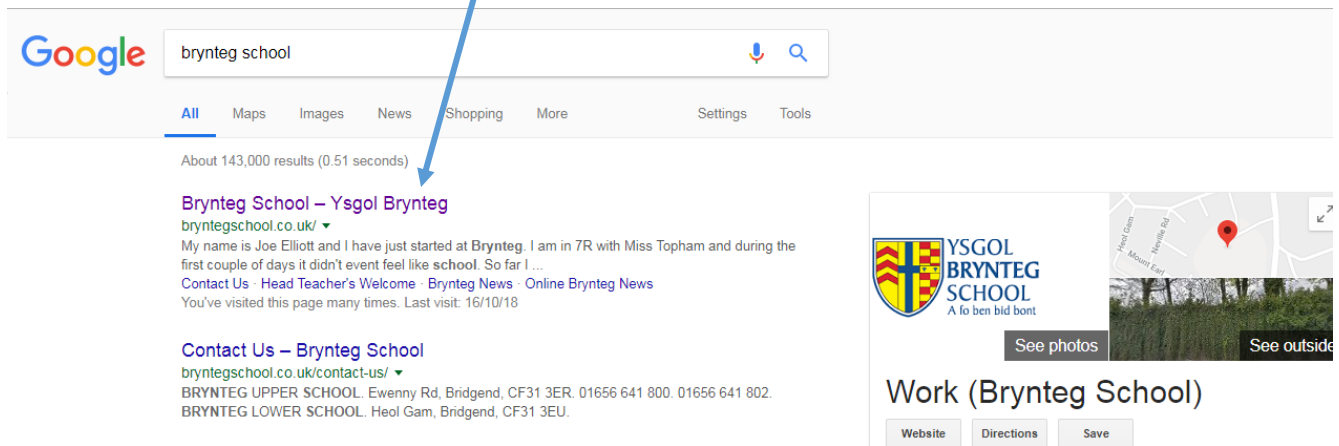 Google
brynteg school
All Maps Images News Shopping More Settings Tools
About 143,000 results (0.51 seconds)
Brynteg School – Ysgol Brynteg
bryntegschool.co.uk/
My name is Joe Elliott and I have just started at Brynteg. I am in 7R with Miss Topham and during the
first couple of days it didn't event feel like school. So far I ...
Contact Us · Head Teacher's Welcome · Brynteg News · Online Brynteg News
You've visited this page many times. Last visit: 16/10/18
Contact Us – Brynteg School
bryntegschool.co.uk/contact-us/
BRYNTEG UPPER SCHOOL. Ewenny Rd, Bridgend, CF31 3ER. 01656 641 800. 01656 641 802.
BRYNTEG LOWER SCHOOL. Heol Gam, Bridgend, CF31 3EU.
YSGOL
BRYNTEG
SCHOOL
A fo ben bid bont
Heol Gam
Neville Rd
Mount Earl
See photos
See outside
Work (Brynteg School)
Website Directions Save